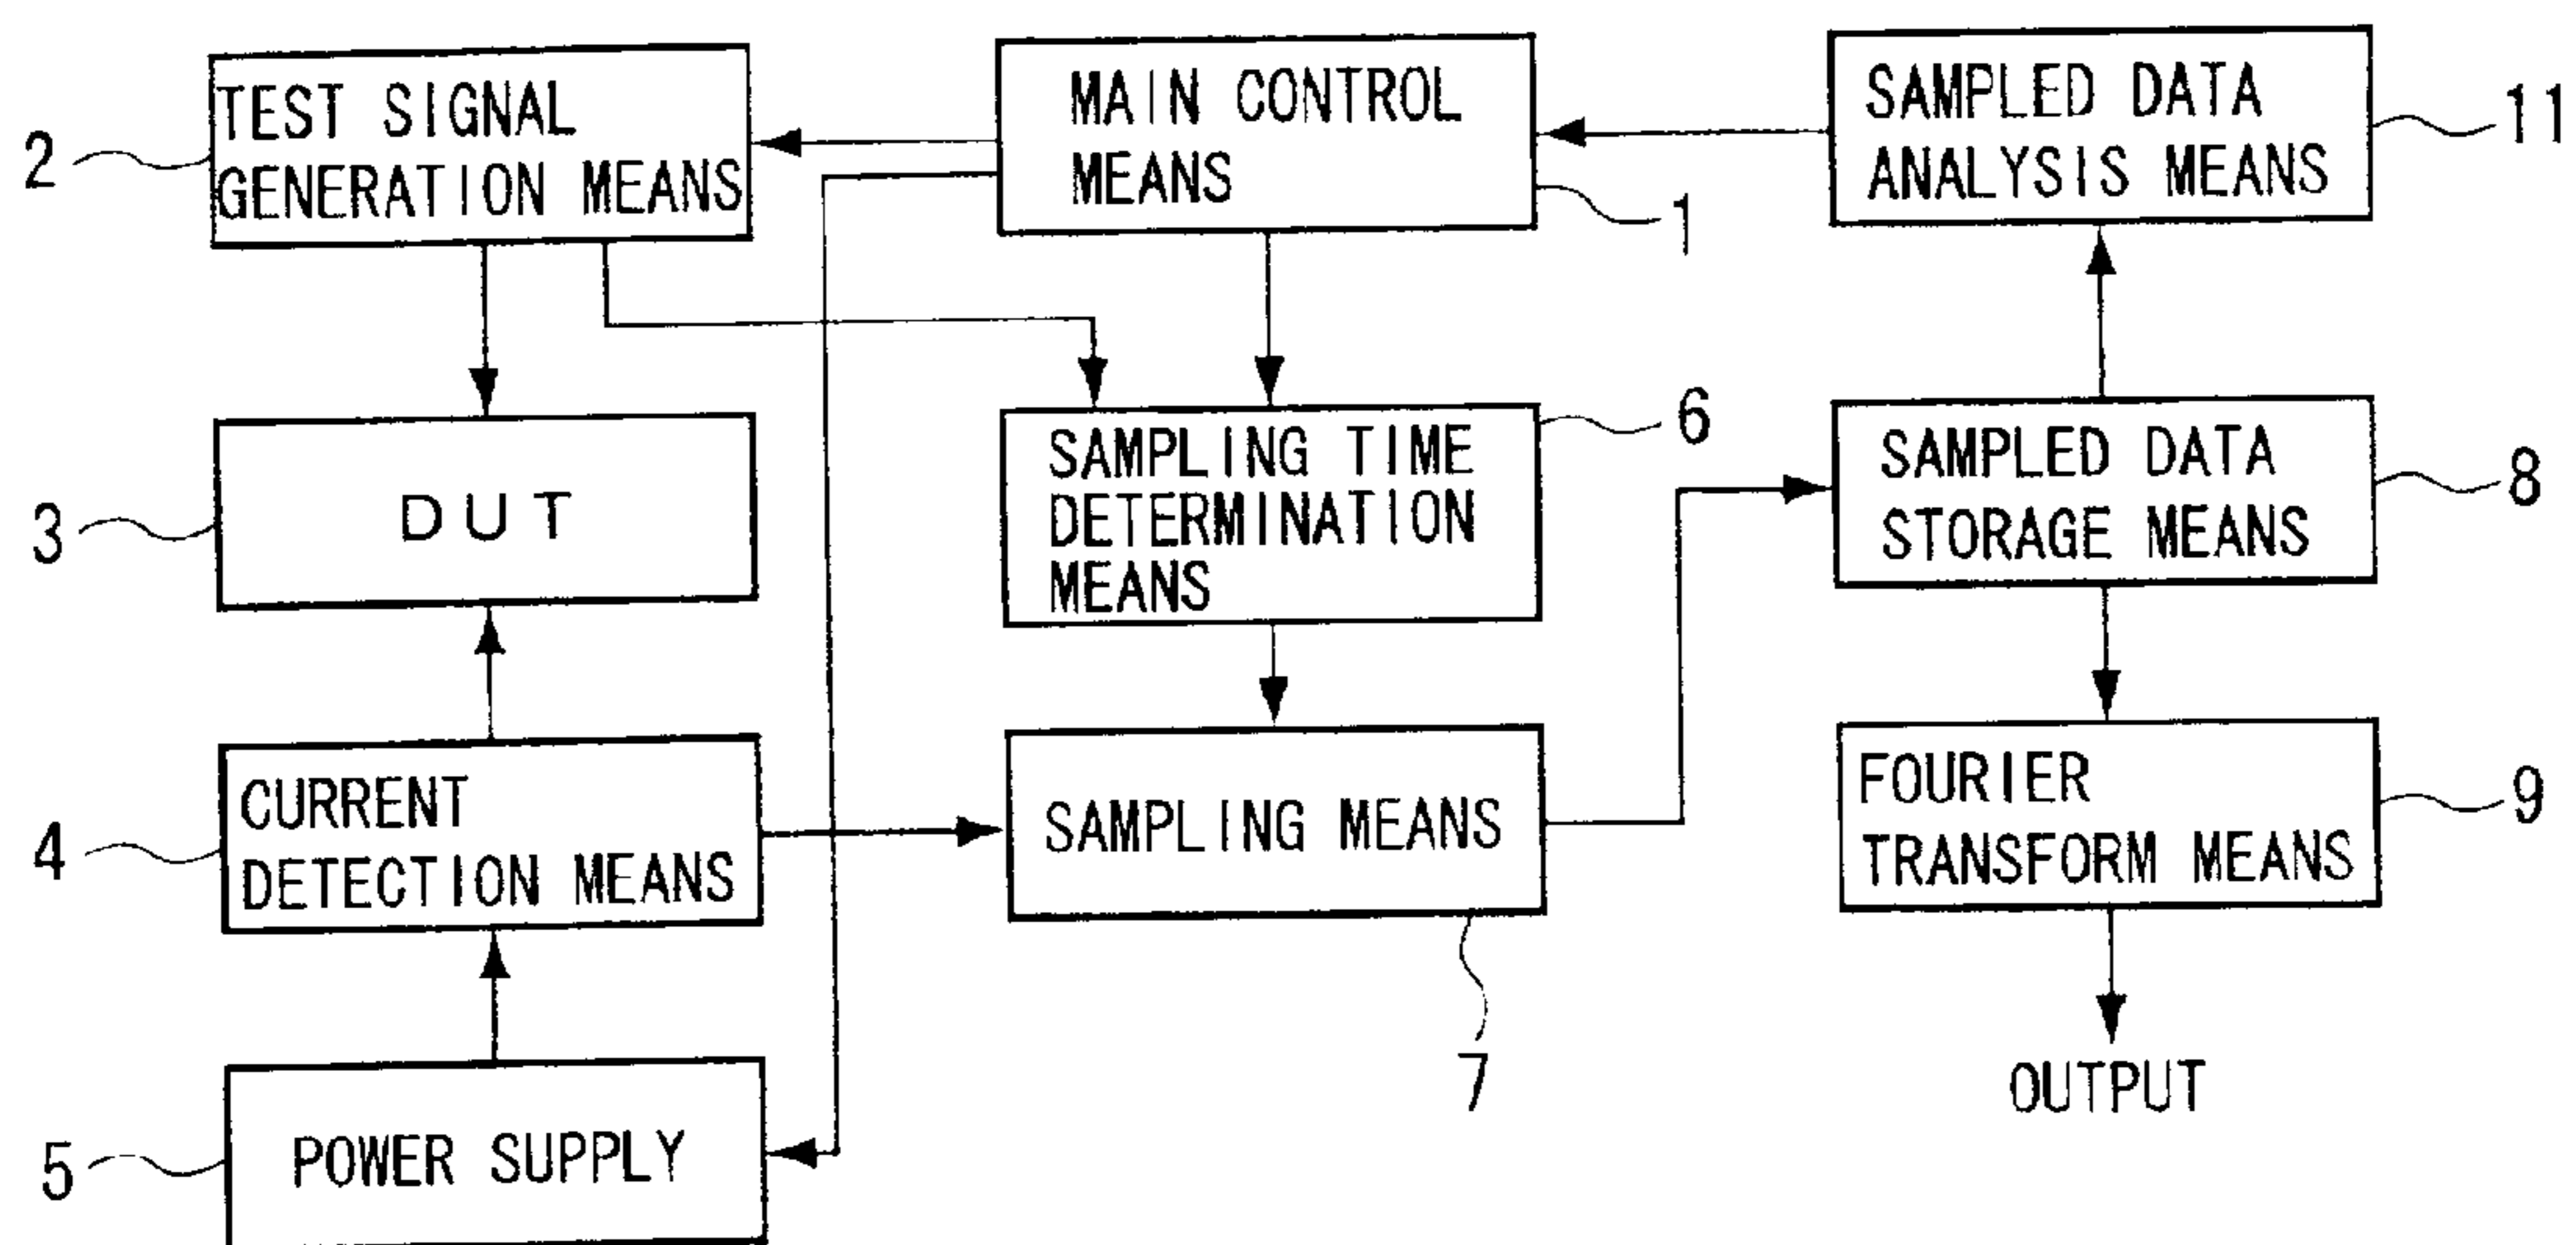 TEST SIGNAL
GENERATION MEANS
2
MAIN CONTROL
MEANS
1
SAMPLED DATA
ANALYSIS MEANS
11
DUT
3
SAMPLING TIME
DETERMINATION
MEANS
6
SAMPLED DATA
STORAGE MEANS
8
CURRENT
DETECTION MEANS
4
SAMPLING MEANS
7
FOURIER
TRANSFORM MEANS
9
POWER SUPPLY
5
OUTPUT